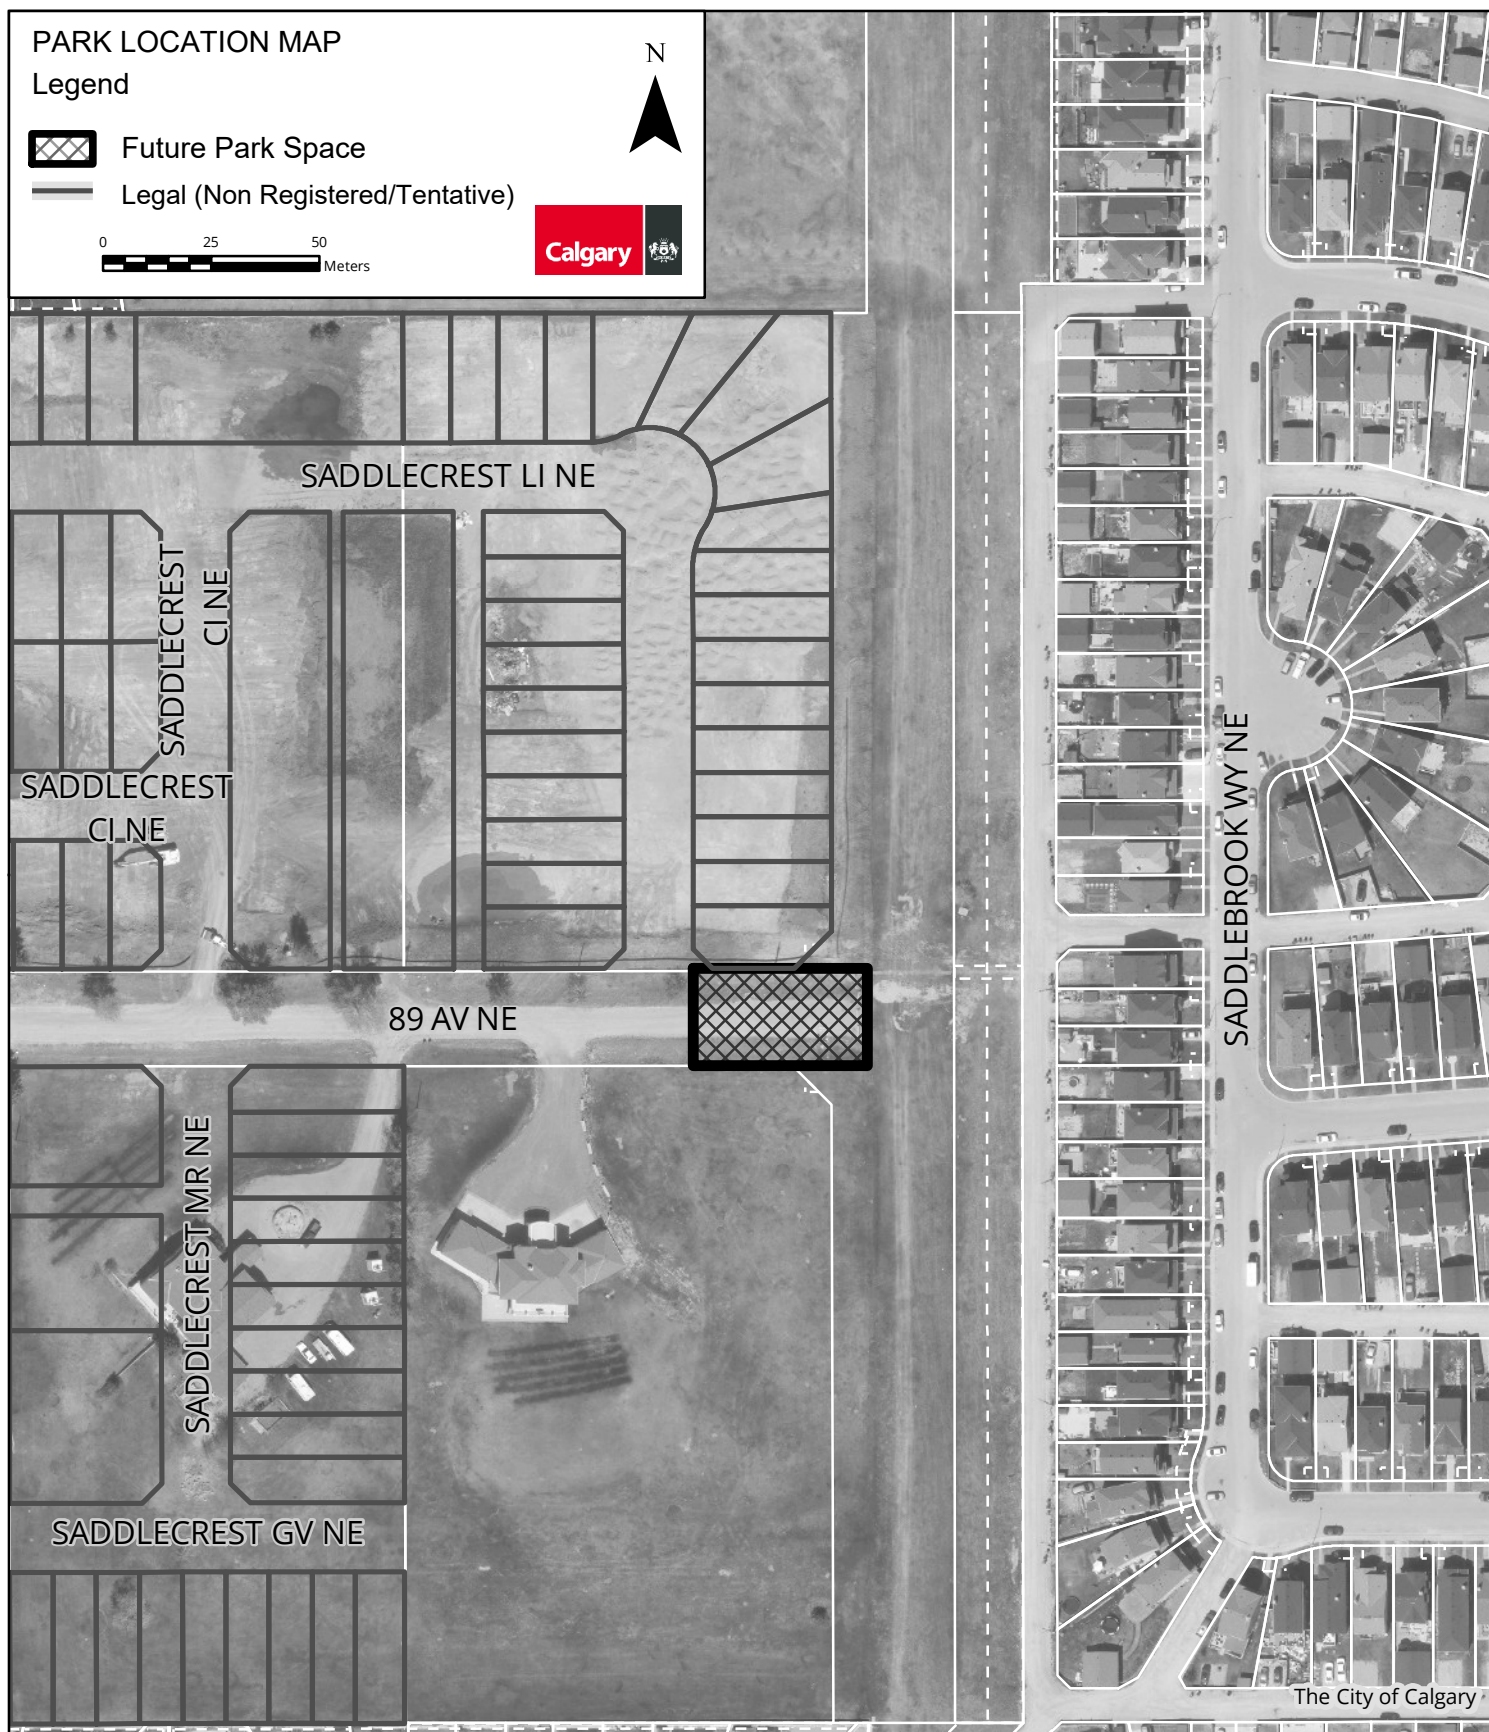 PARK LOCATION MAP
Legend
N
Future Park Space
Legal (Non Registered/Tentative)
0 25 50
Meters
Calgary
SADDLECREST LI NE
SADDLECREST
CI NE
SADDLECREST
CI NE
SADDLEBROOK WY NE
89 AV NE
SADDLECREST MR NE
SADDLECREST GV NE
The City of Calgary